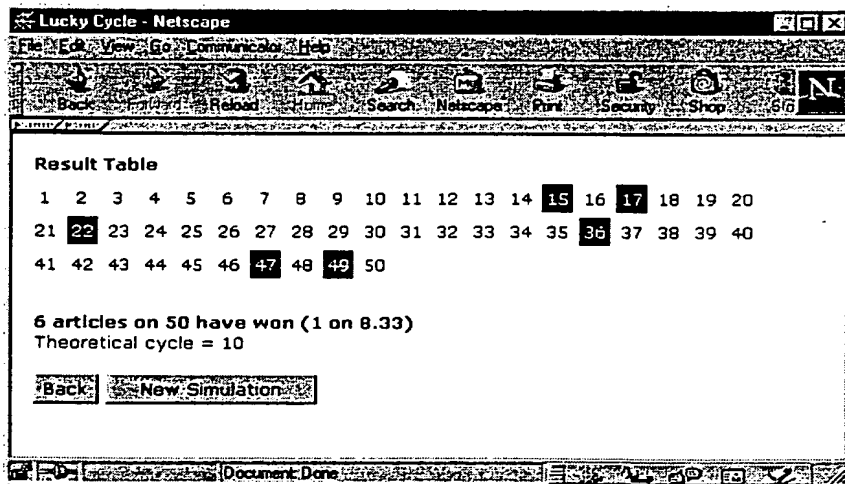 Lucky Cycle - Netscape
File Edit View Go Communicator Help
Back Forward Reload Home Search Netscape Print Security Shop N
Result Table
1 2 3 4 5 6 7 8 9 10 11 12 13 14 15 16 17 18 19 20
21 22 23 24 25 26 27 28 29 30 31 32 33 34 35 36 37 38 39 40
41 42 43 44 45 46 47 48 49 50
6 articles on 50 have won (1 on 8.33)
Theoretical cycle = 10
Back New Simulation
Document: Done